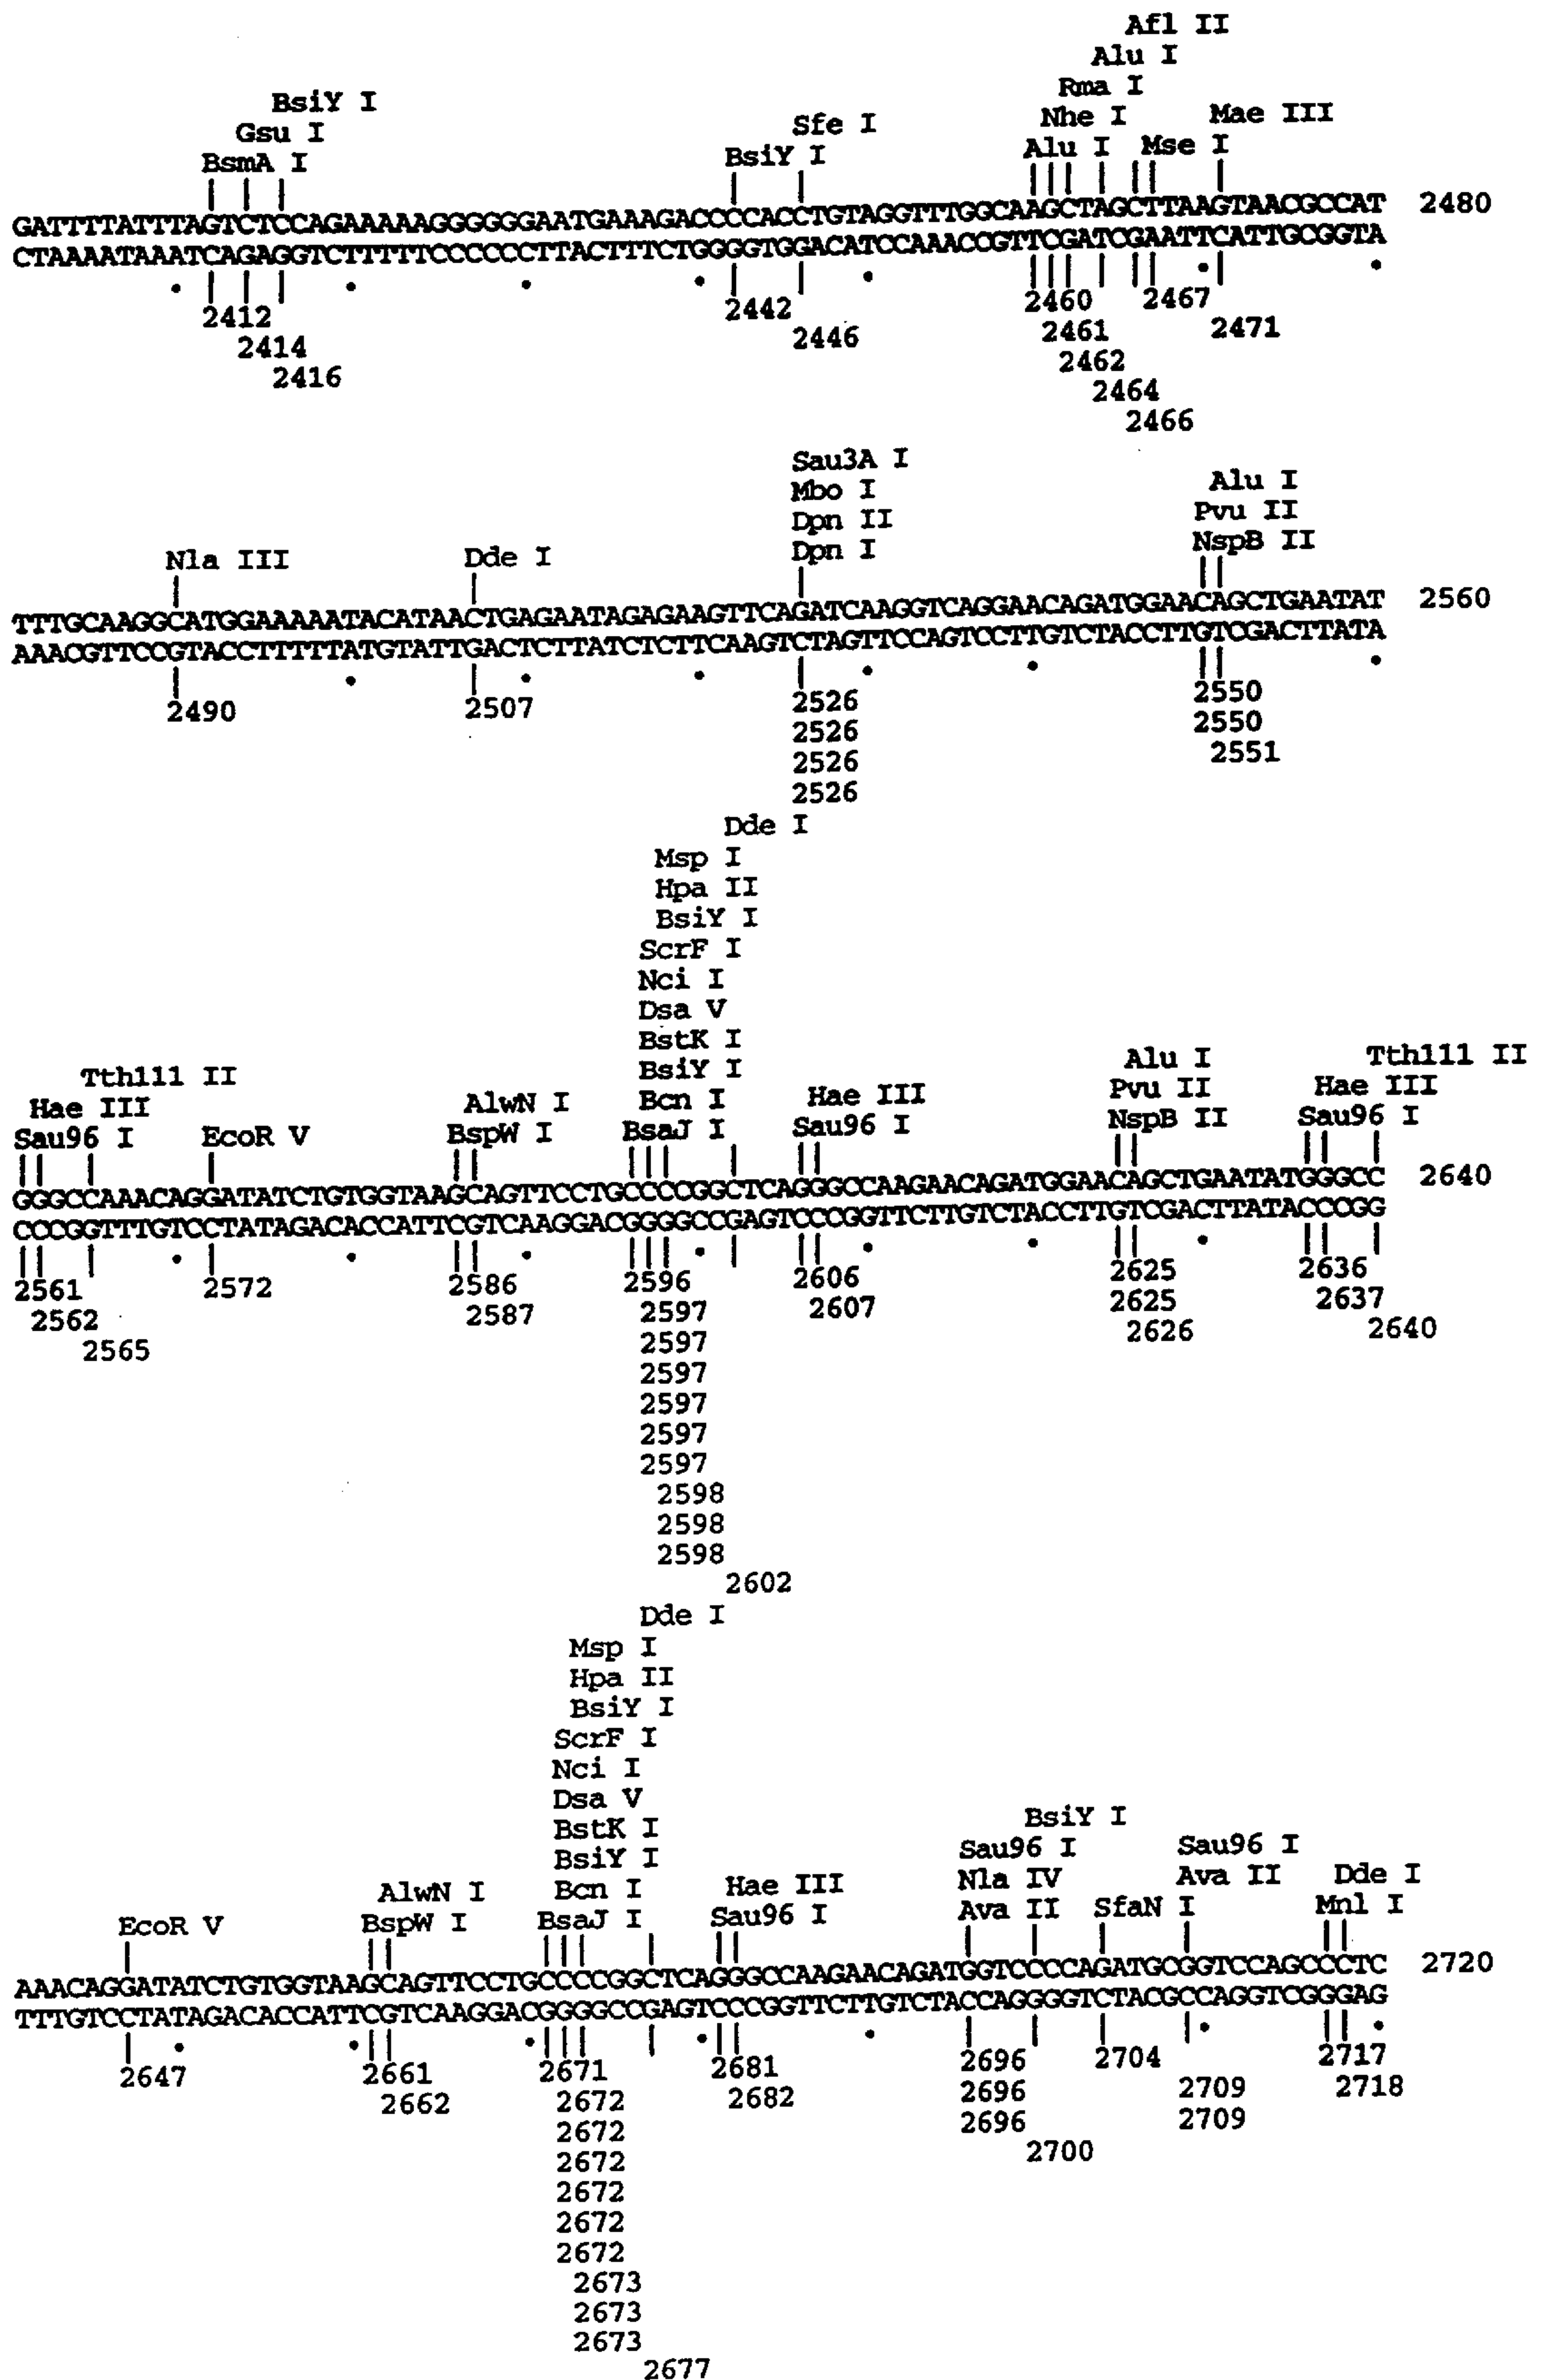 Afl II
Alu I
Rma I
BsiY I Nhe I Mae III
Gsu I Sfe I Alu I Mse I
BsmA I BsiY I
GATTTTATTTAGTCTCCAGAAAAAGGGGGGAATGAAAGACCCCACCTGTAGGTTTGGCAAGCTAGCTTAAGTAACGCCAT 2480
CTAAAATAAATCAGAGGTCTTTTTCCCCCCTTACTTTCTGGGGTGGACATCCAAACCGTTCGATCGAATTCATTGCGGTA
2412 2442 2460 2467
2414 2446 2461 2471
2416 2462
2464
2466
Sau3A I
Mbo I Alu I
Dpn II Pvu II
Nla III Dde I Dpn I NspB II
TTTGCAAGGCATGGAAAAATACATAACTGAGAATAGAGAAGTTCAGATCAAGGTCAGGAACAGATGGAACAGCTGAATAT 2560
AAACGTTCCGTACCTTTTTATGTATTGACTCTTATCTCTTCAAGTCTAGTTCCAGTCCTTGTCTACCTTGTCGACTTATA
2490 2507 2526 2550
2526 2550
2526 2551
2526
Dde I
Msp I
Hpa II
BsiY I
ScrF I
Nci I
Dsa V
BstK I
Tth111 II BsiY I Alu I Tth111 II
Hae III AlwN I Bcn I Hae III Pvu II Hae III
Sau96 I EcoR V BspW I BsaJ I Sau96 I NspB II Sau96 I
GGGCCAAACAGGATATCTGTGGTAAGCAGTTCCTGCCCCGGCTCAGGGCCAAGAACAGATGGAACAGCTGAATATGGGCC 2640
CCCGGTTTGTCCTATAGACACCATTCGTCAAGGACGGGGCCGAGTCCCGGTTCTTGTCTACCTTGTCGACTTATACCCGG
2561 2572 2586 2596 2606 2625 2636
2562 2587 2597 2607 2625 2637
2565 2597 2626 2640
2597
2597
2597
2597
2598
2598
2598
2602
Dde I
Msp I
Hpa II
BsiY I
ScrF I
Nci I
Dsa V
BstK I BsiY I
BsiY I Sau96 I Sau96 I
AlwN I Bcn I Hae III Nla IV Ava II Dde I
EcoR V BspW I BsaJ I Sau96 I Ava II SfaN I Mnl I
AAACAGGATATCTGTGGTAAGCAGTTCCTGCCCCGGCTCAGGGCCAAGAACAGATGGTCCCCAGATGCGGTCCAGCCCTC 2720
TTTGTCCTATAGACACCATTCGTCAAGGACGGGGCCGAGTCCCGGTTCTTGTCTACCAGGGGTCTACGCCAGGTCGGGAG
2647 2661 2671 2681 2696 2704 2717
2662 2672 2682 2696 2709 2718
2672 2696 2709
2672 2700
2672
2672
2672
2673
2673
2673
2677